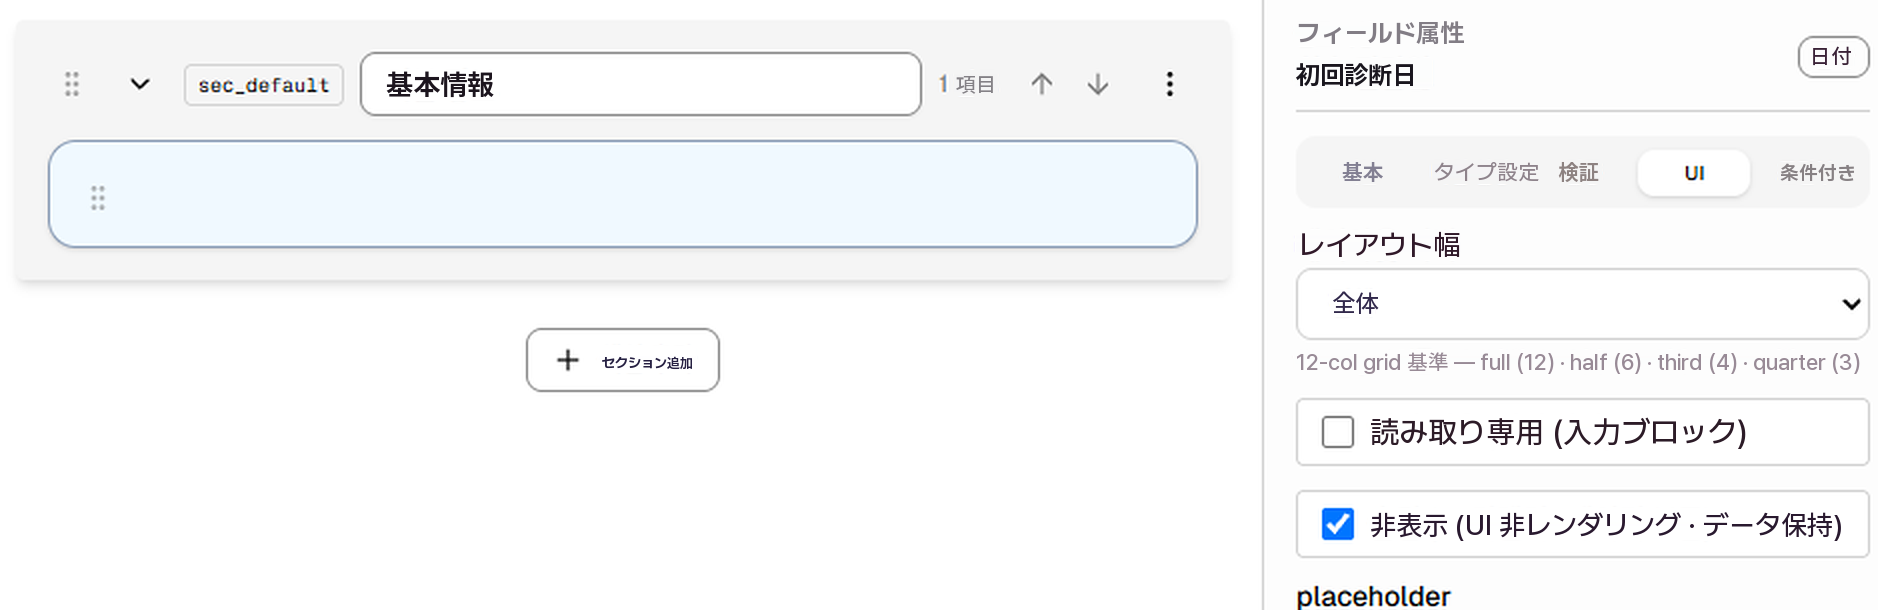 sec_default
基本情報
1 項目
セクション追加
フィールド属性
初回診断日
日付
基本 タイプ設定 検証 UI 条件付き
レイアウト幅
全体
12-col grid 基準 — full (12) · half (6) · third (4) · quarter (3)
読み取り専用 (入力ブロック)
非表示 (UI 非レンダリング · データ保持)
placeholder